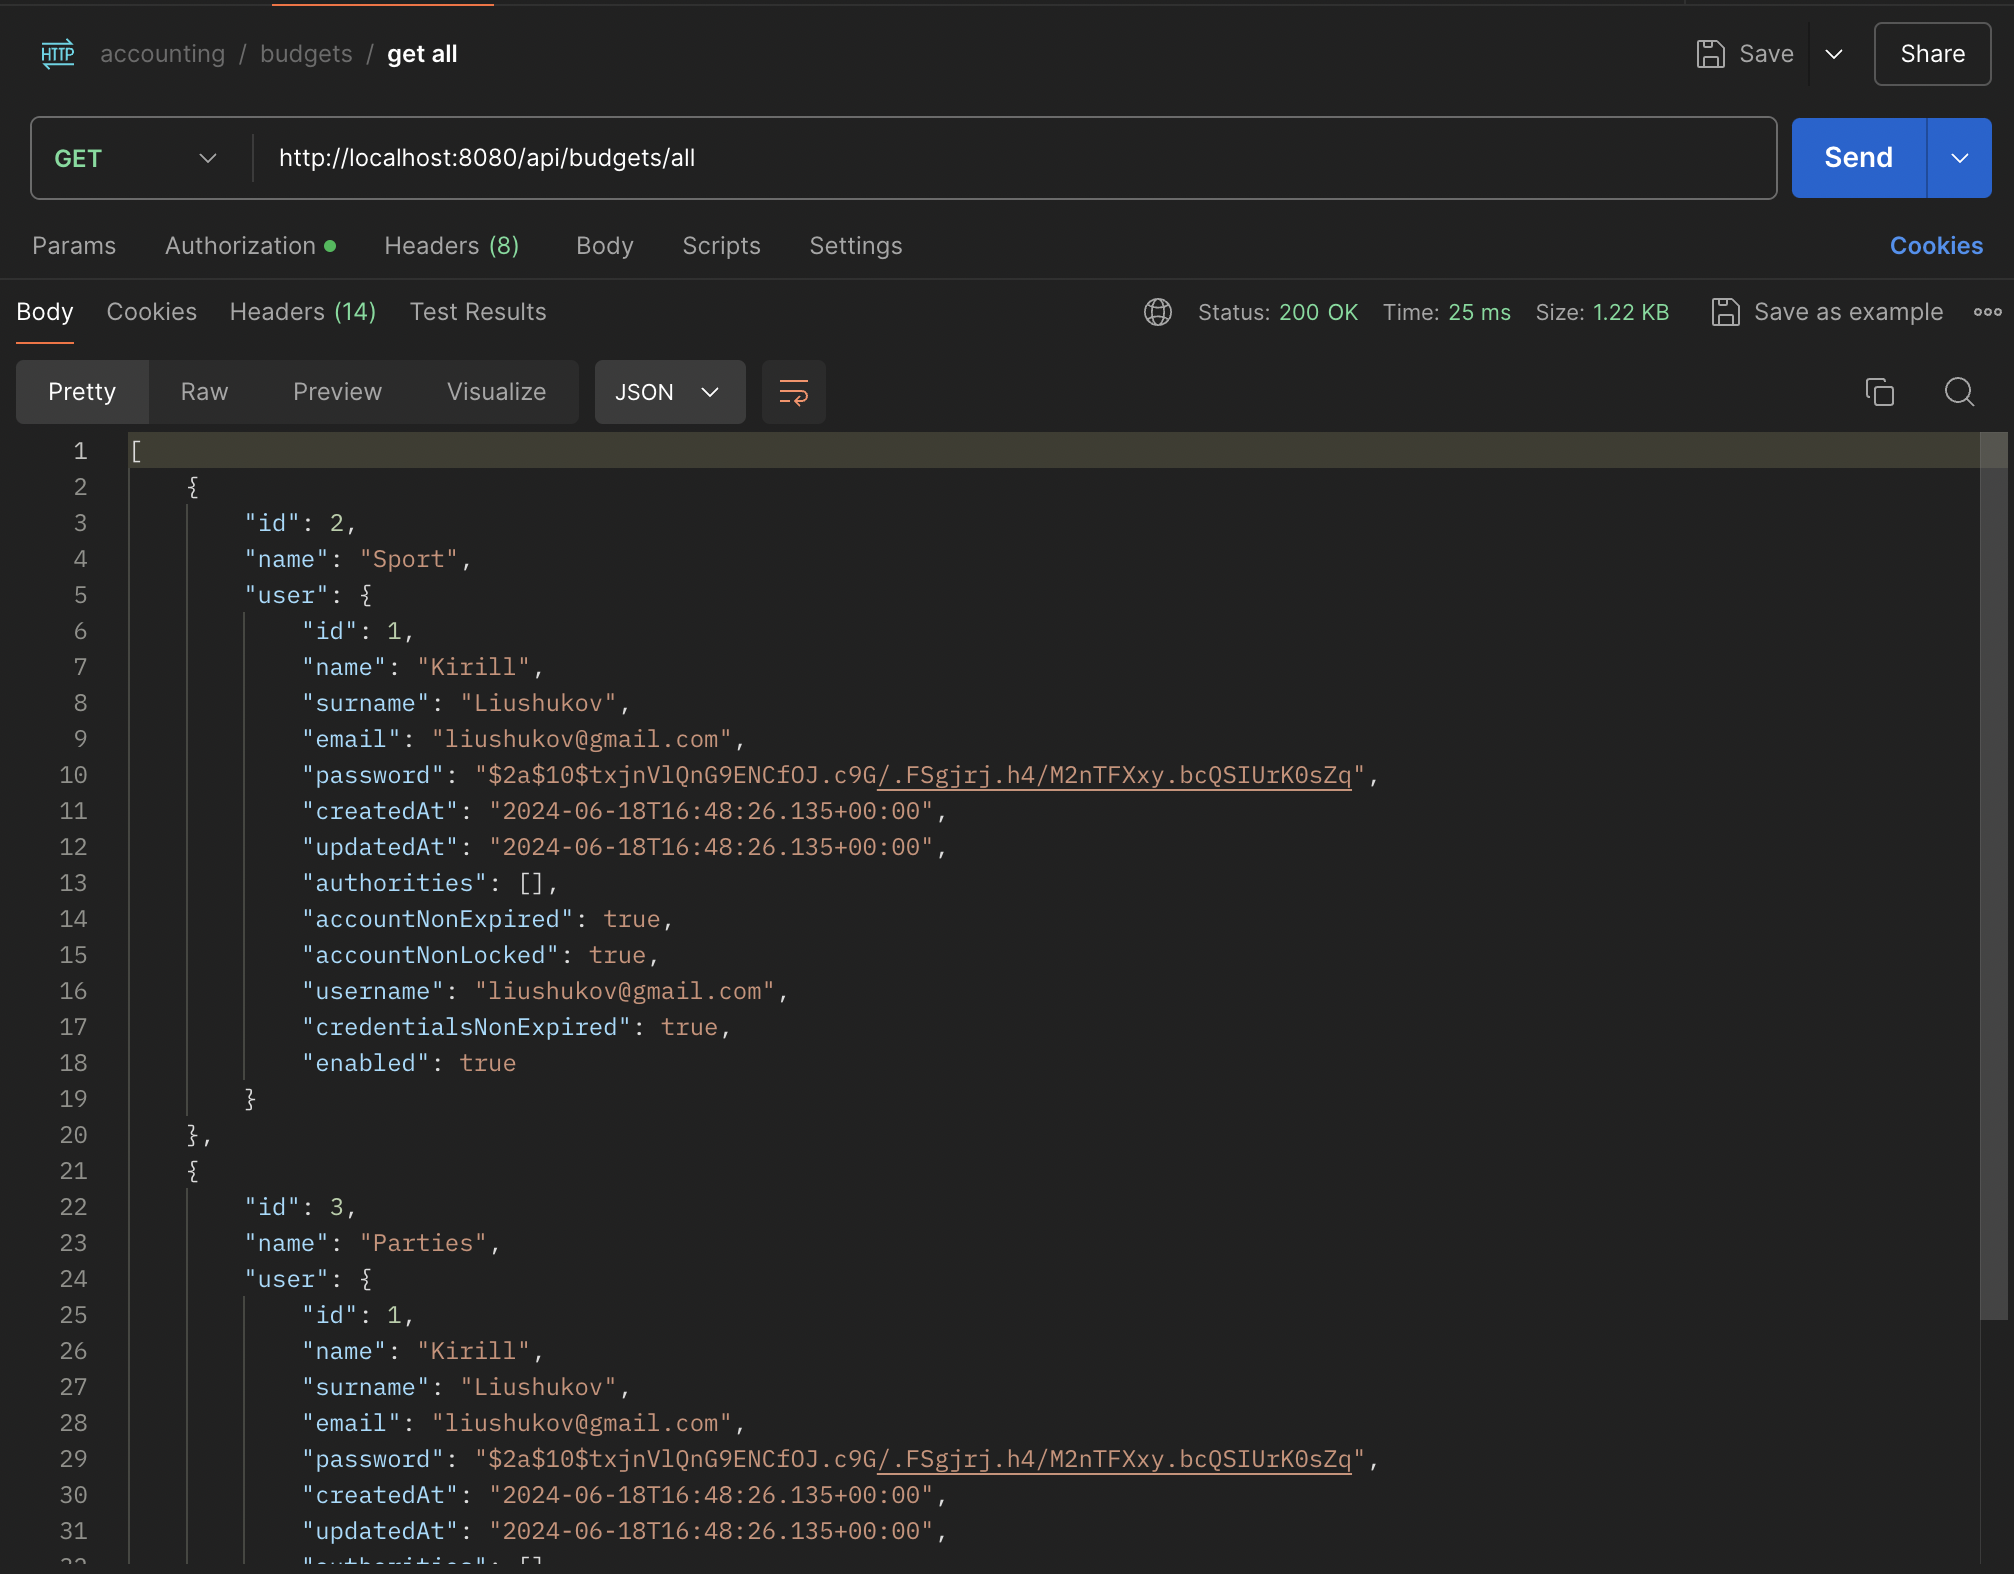 HTTP accounting / budgets / get all Save Share
GET http://localhost:8080/api/budgets/all Send
Params Authorization Headers (8) Body Scripts Settings Cookies
Body Cookies Headers (14) Test Results Status: 200 OK Time: 25 ms Size: 1.22 KB Save as example
Pretty Raw Preview Visualize JSON
1 [
2 {
3 "id": 2,
4 "name": "Sport",
5 "user": {
6 "id": 1,
7 "name": "Kirill",
8 "surname": "Liushukov",
9 "email": "liushukov@gmail.com",
10 "password": "$2a$10$txjnVlQnG9ENCfOJ.c9G/.FSgjrj.h4/M2nTFXxy.bcQSIUrK0sZq",
11 "createdAt": "2024-06-18T16:48:26.135+00:00",
12 "updatedAt": "2024-06-18T16:48:26.135+00:00",
13 "authorities": [],
14 "accountNonExpired": true,
15 "accountNonLocked": true,
16 "username": "liushukov@gmail.com",
17 "credentialsNonExpired": true,
18 "enabled": true
19 }
20 },
21 {
22 "id": 3,
23 "name": "Parties",
24 "user": {
25 "id": 1,
26 "name": "Kirill",
27 "surname": "Liushukov",
28 "email": "liushukov@gmail.com",
29 "password": "$2a$10$txjnVlQnG9ENCfOJ.c9G/.FSgjrj.h4/M2nTFXxy.bcQSIUrK0sZq",
30 "createdAt": "2024-06-18T16:48:26.135+00:00",
31 "updatedAt": "2024-06-18T16:48:26.135+00:00",
32 "authorities": []